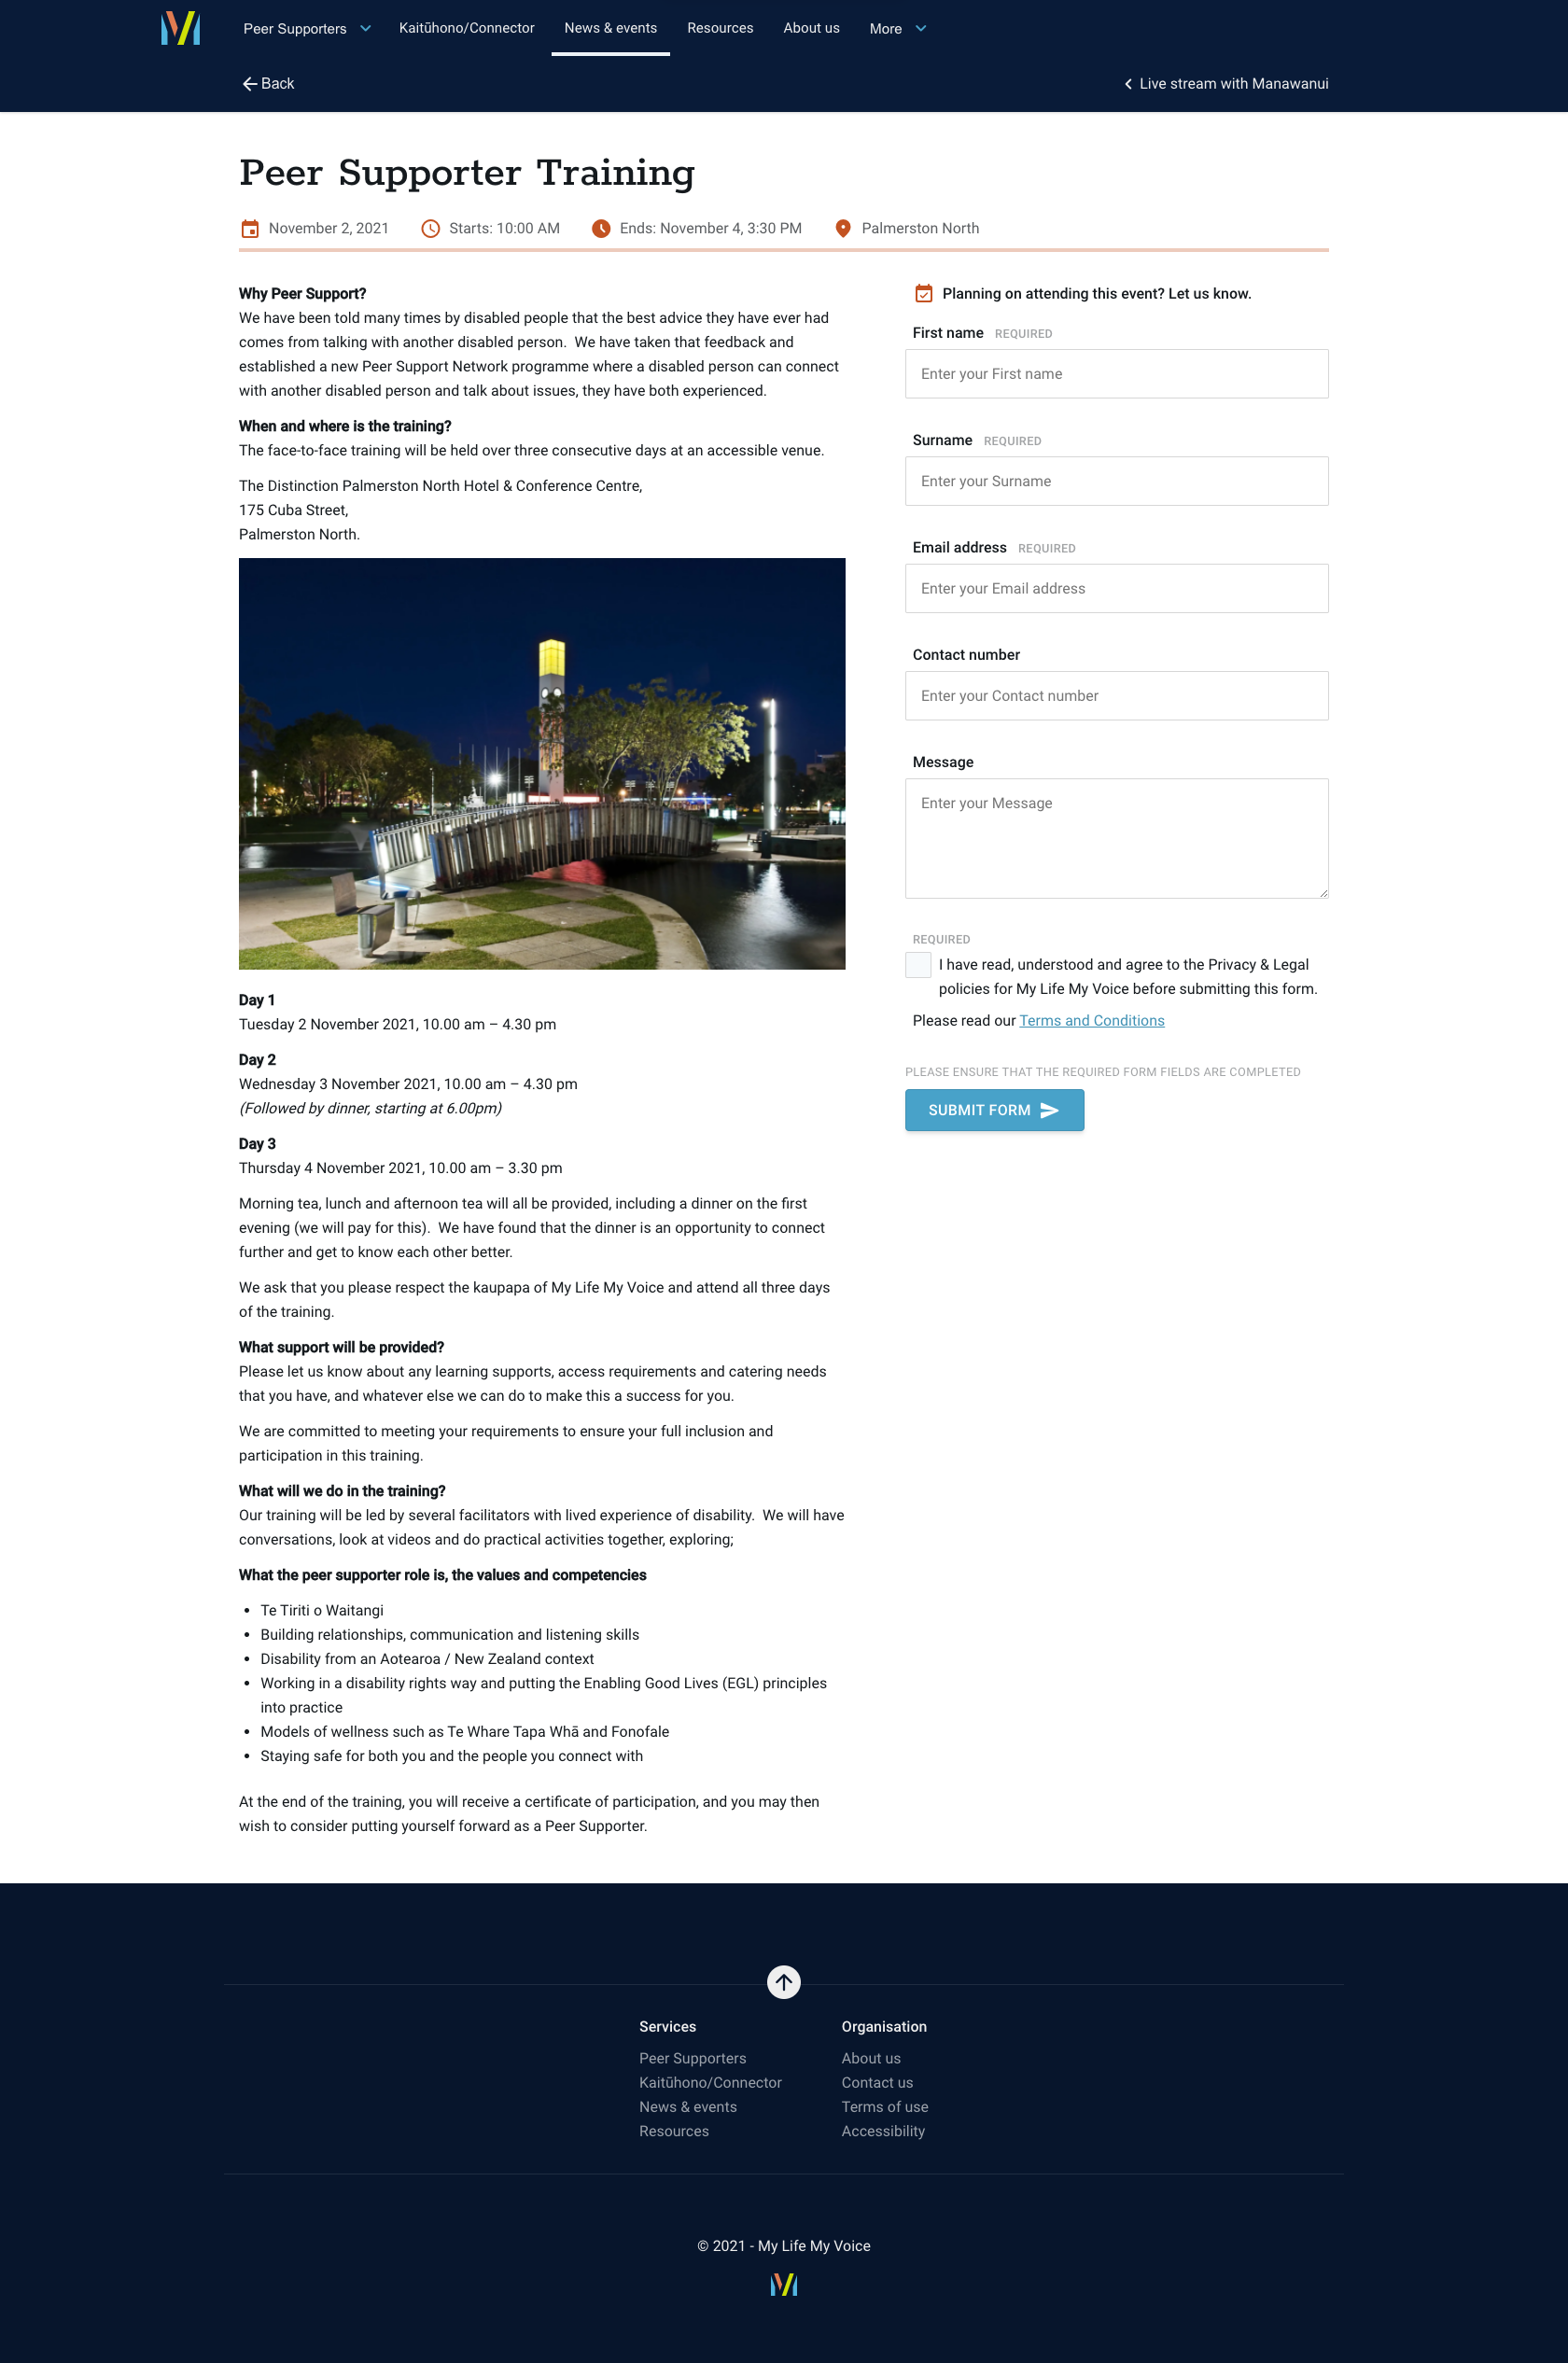 Peer Supporters
Kaitūhono/Connector
News & events
Resources
About us
More
Back
Live stream with Manawanui
Peer Supporter Training
November 2, 2021
Starts: 10:00 AM
Ends: November 4, 3:30 PM
Palmerston North
Why Peer Support?
We have been told many times by disabled people that the best advice they have ever had
comes from talking with another disabled person.  We have taken that feedback and
established a new Peer Support Network programme where a disabled person can connect
with another disabled person and talk about issues, they have both experienced.
When and where is the training?
The face-to-face training will be held over three consecutive days at an accessible venue.
The Distinction Palmerston North Hotel & Conference Centre,
175 Cuba Street,
Palmerston North.
Day 1
Tuesday 2 November 2021, 10.00 am – 4.30 pm
Day 2
Wednesday 3 November 2021, 10.00 am – 4.30 pm
(Followed by dinner, starting at 6.00pm)
Day 3
Thursday 4 November 2021, 10.00 am – 3.30 pm
Morning tea, lunch and afternoon tea will all be provided, including a dinner on the first
evening (we will pay for this).  We have found that the dinner is an opportunity to connect
further and get to know each other better.
We ask that you please respect the kaupapa of My Life My Voice and attend all three days
of the training.
What support will be provided?
Please let us know about any learning supports, access requirements and catering needs
that you have, and whatever else we can do to make this a success for you.
We are committed to meeting your requirements to ensure your full inclusion and
participation in this training.
What will we do in the training?
Our training will be led by several facilitators with lived experience of disability.  We will have
conversations, look at videos and do practical activities together, exploring;
What the peer supporter role is, the values and competencies
• Te Tiriti o Waitangi
• Building relationships, communication and listening skills
• Disability from an Aotearoa / New Zealand context
• Working in a disability rights way and putting the Enabling Good Lives (EGL) principles
into practice
• Models of wellness such as Te Whare Tapa Whā and Fonofale
• Staying safe for both you and the people you connect with
At the end of the training, you will receive a certificate of participation, and you may then
wish to consider putting yourself forward as a Peer Supporter.
Planning on attending this event? Let us know.
First name REQUIRED
Enter your First name
Surname REQUIRED
Enter your Surname
Email address REQUIRED
Enter your Email address
Contact number
Enter your Contact number
Message
Enter your Message
REQUIRED
I have read, understood and agree to the Privacy & Legal
policies for My Life My Voice before submitting this form.
Please read our Terms and Conditions
PLEASE ENSURE THAT THE REQUIRED FORM FIELDS ARE COMPLETED
SUBMIT FORM
Services
Peer Supporters
Kaitūhono/Connector
News & events
Resources
Organisation
About us
Contact us
Terms of use
Accessibility
© 2021 - My Life My Voice